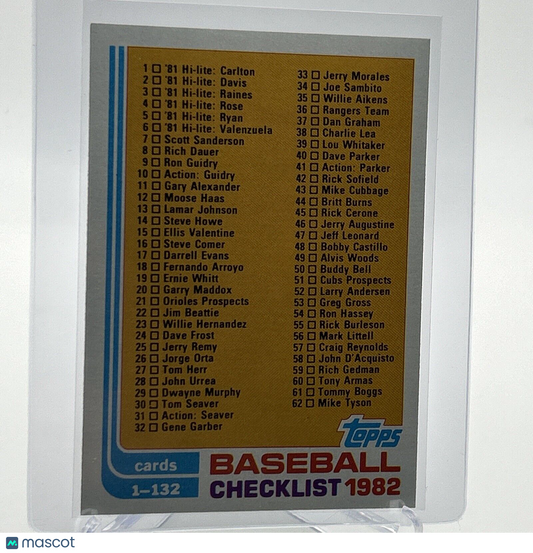 1 □ '81 Hi-lite: Carlton
2 □ '81 Hi-lite: Davis
3 □ '81 Hi-lite: Raines
4 □ '81 Hi-lite: Rose
5 □ '81 Hi-lite: Ryan
6 □ '81 Hi-lite: Valenzuela
7 □ Scott Sanderson
8 □ Rich Dauer
9 □ Ron Guidry
10 □ Action: Guidry
11 □ Gary Alexander
12 □ Moose Haas
13 □ Lamar Johnson
14 □ Steve Howe
15 □ Ellis Valentine
16 □ Steve Comer
17 □ Darrell Evans
18 □ Fernando Arroyo
19 □ Ernie Whitt
20 □ Garry Maddox
21 □ Orioles Prospects
22 □ Jim Beattie
23 □ Willie Hernandez
24 □ Dave Frost
25 □ Jerry Remy
26 □ Jorge Orta
27 □ Tom Herr
28 □ John Urrea
29 □ Dwayne Murphy
30 □ Tom Seaver
31 □ Action: Seaver
32 □ Gene Garber
33 □ Jerry Morales
34 □ Joe Sambito
35 □ Willie Aikens
36 □ Rangers Team
37 □ Dan Graham
38 □ Charlie Lea
39 □ Lou Whitaker
40 □ Dave Parker
41 □ Action: Parker
42 □ Rick Sofield
43 □ Mike Cubbage
44 □ Britt Burns
45 □ Rick Cerone
46 □ Jerry Augustine
47 □ Jeff Leonard
48 □ Bobby Castillo
49 □ Alvis Woods
50 □ Buddy Bell
51 □ Cubs Prospects
52 □ Larry Andersen
53 □ Greg Gross
54 □ Ron Hassey
55 □ Rick Burleson
56 □ Mark Littell
57 □ Craig Reynolds
58 □ John D'Acquisto
59 □ Rich Gedman
60 □ Tony Armas
61 □ Tommy Boggs
62 □ Mike Tyson
topps
cards
1–132
BASEBALL
CHECKLIST 1982
mascot